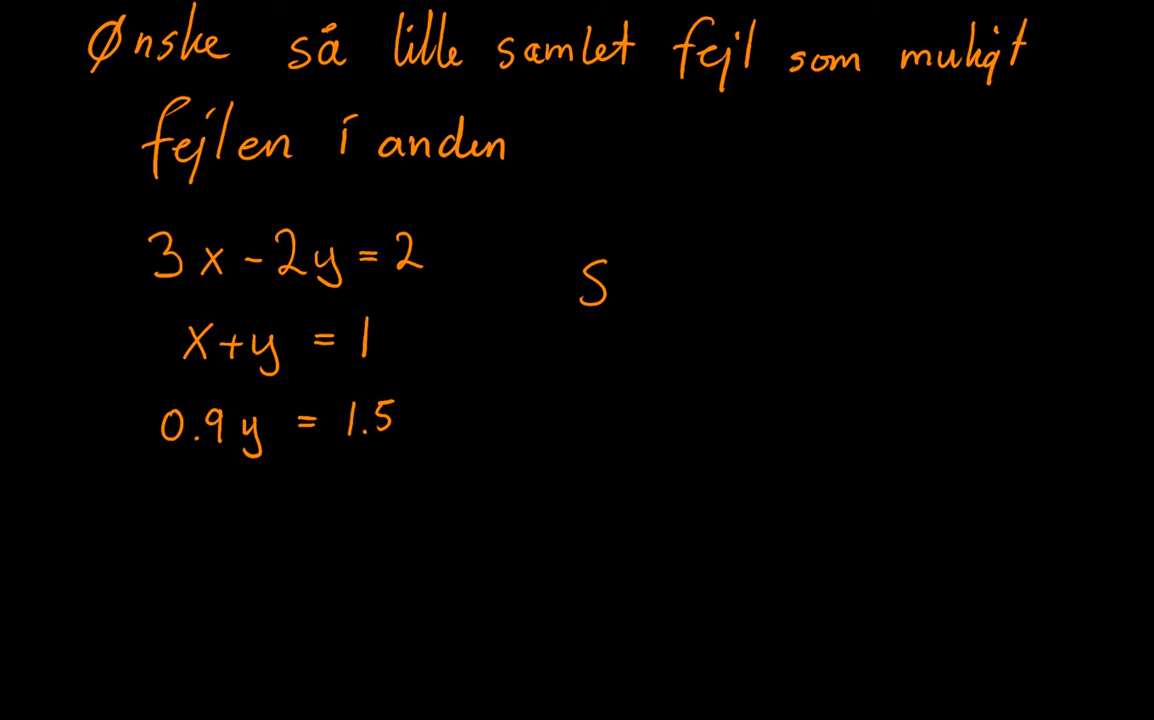 Ønske så lille samlet fejl som muligt
fejlen i anden
3x - 2y = 2
S
x + y = 1
0.9y = 1.5